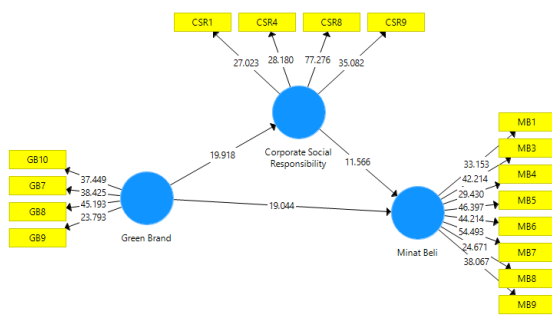 CSR1 CSR4 CSR8 CSR9
27.023 28.180 77.276 35.082
19.918
Corporate Social
Responsibility
11.566
GB10
GB7
GB8
GB9
37.449
38.425
45.193
23.793
Green Brand
19.044
Minat Beli
33.153
42.214
29.430
46.397
44.214
54.493
24.671
38.067
MB1
MB3
MB4
MB5
MB6
MB7
MB8
MB9